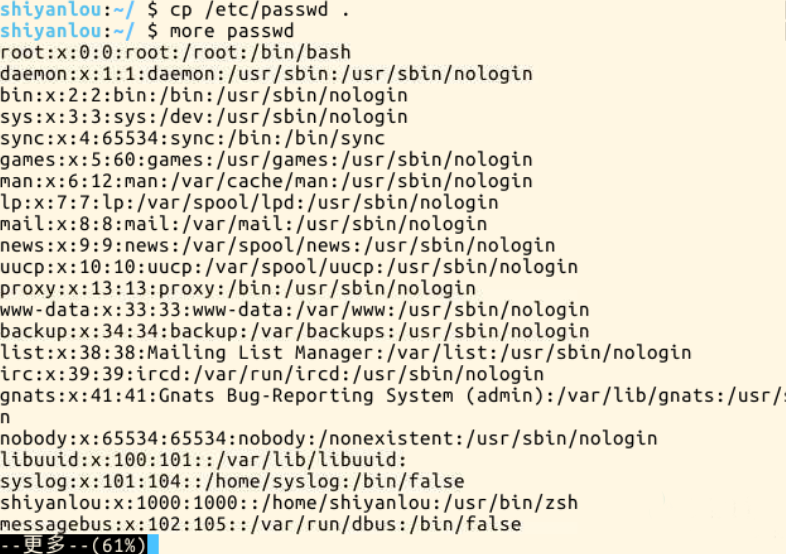 shiyanlou:~/ $ cp /etc/passwd .
shiyanlou:~/ $ more passwd
root:x:0:0:root:/root:/bin/bash
daemon:x:1:1:daemon:/usr/sbin:/usr/sbin/nologin
bin:x:2:2:bin:/bin:/usr/sbin/nologin
sys:x:3:3:sys:/dev:/usr/sbin/nologin
sync:x:4:65534:sync:/bin:/bin/sync
games:x:5:60:games:/usr/games:/usr/sbin/nologin
man:x:6:12:man:/var/cache/man:/usr/sbin/nologin
lp:x:7:7:lp:/var/spool/lpd:/usr/sbin/nologin
mail:x:8:8:mail:/var/mail:/usr/sbin/nologin
news:x:9:9:news:/var/spool/news:/usr/sbin/nologin
uucp:x:10:10:uucp:/var/spool/uucp:/usr/sbin/nologin
proxy:x:13:13:proxy:/bin:/usr/sbin/nologin
www-data:x:33:33:www-data:/var/www:/usr/sbin/nologin
backup:x:34:34:backup:/var/backups:/usr/sbin/nologin
list:x:38:38:Mailing List Manager:/var/list:/usr/sbin/nologin
irc:x:39:39:ircd:/var/run/ircd:/usr/sbin/nologin
gnats:x:41:41:Gnats Bug-Reporting System (admin):/var/lib/gnats:/usr/
n
nobody:x:65534:65534:nobody:/nonexistent:/usr/sbin/nologin
libuuid:x:100:101::/var/lib/libuuid:
syslog:x:101:104::/home/syslog:/bin/false
shiyanlou:x:1000:1000::/home/shiyanlou:/usr/bin/zsh
messagebus:x:102:105::/var/run/dbus:/bin/false
--更多--(61%)